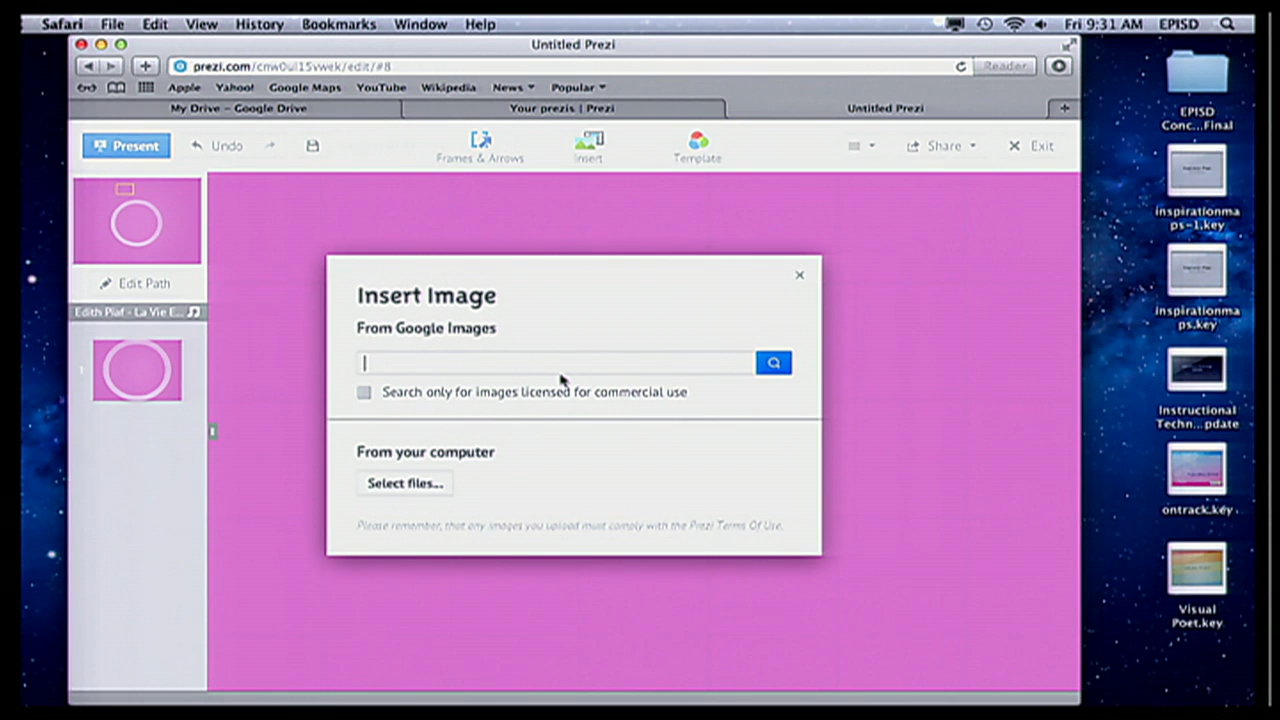 Safari File Edit View History Bookmarks Window Help Fri 9:31 AM EPISD
Untitled Prezi
prezi.com/cnw0ul15vwek/edit/#8 Reader
Apple Yahoo! Google Maps YouTube Wikipedia News Popular
My Drive – Google Drive Your prezis | Prezi Untitled Prezi +
Present Undo Frames & Arrows Insert Template Share Exit
Edit Path
Edith Piaf - La Vie E...
1
Insert Image
From Google Images
Search only for images licensed for commercial use
From your computer
Select files...
Please remember, that any images you upload must comply with the Prezi Terms Of Use.
EPISD
Conc...Final
inspirationma
ps-1.key
inspirationma
ps.key
Instructional
Techn...pdate
ontrack.key
Visual
Poet.key